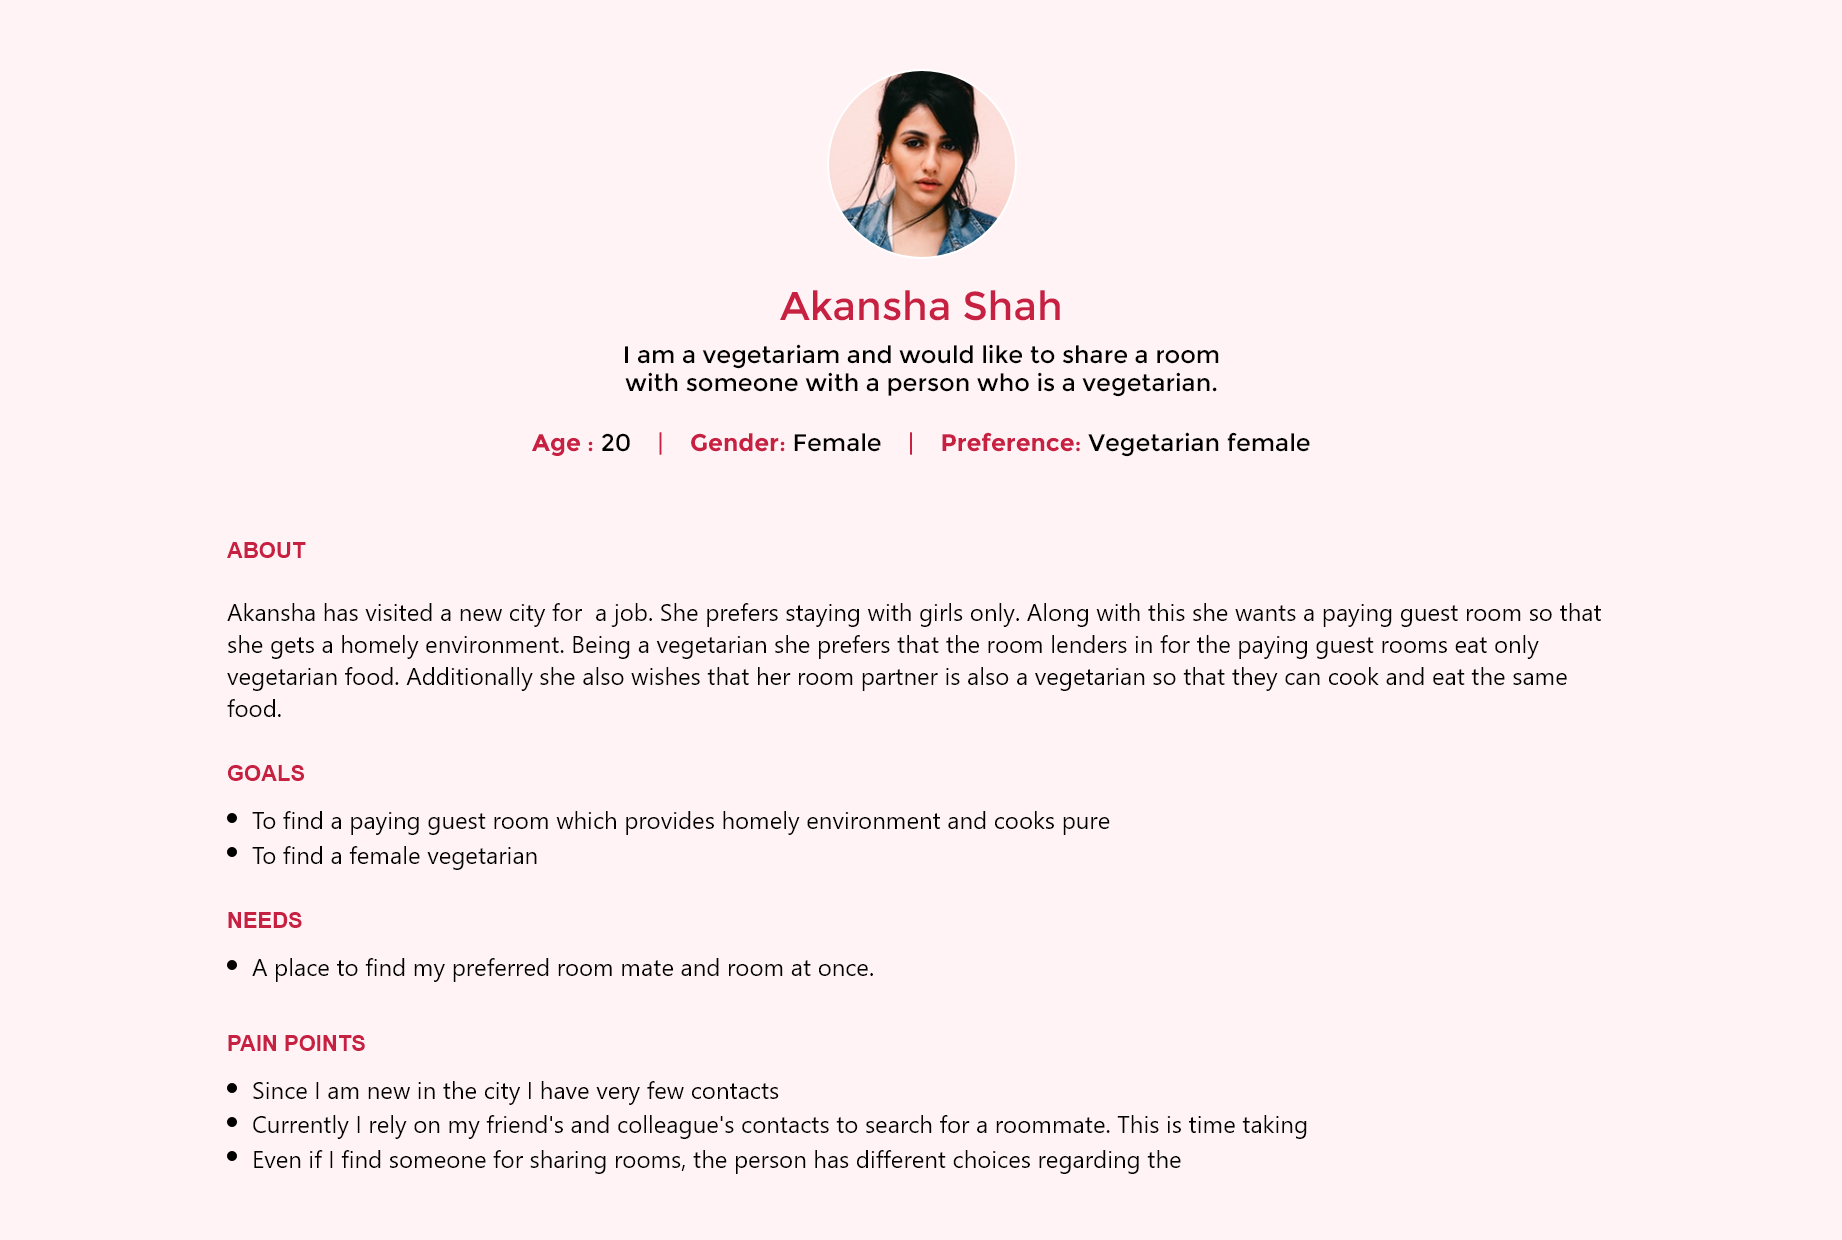 Akansha Shah
I am a vegetariam and would like to share a room
with someone with a person who is a vegetarian.
Age : 20 | Gender: Female | Preference: Vegetarian female
ABOUT
Akansha has visited a new city for  a job. She prefers staying with girls only. Along with this she wants a paying guest room so that
she gets a homely environment. Being a vegetarian she prefers that the room lenders in for the paying guest rooms eat only
vegetarian food. Additionally she also wishes that her room partner is also a vegetarian so that they can cook and eat the same
food.
GOALS
• To find a paying guest room which provides homely environment and cooks pure
• To find a female vegetarian
NEEDS
• A place to find my preferred room mate and room at once.
PAIN POINTS
• Since I am new in the city I have very few contacts
• Currently I rely on my friend's and colleague's contacts to search for a roommate. This is time taking
• Even if I find someone for sharing rooms, the person has different choices regarding the